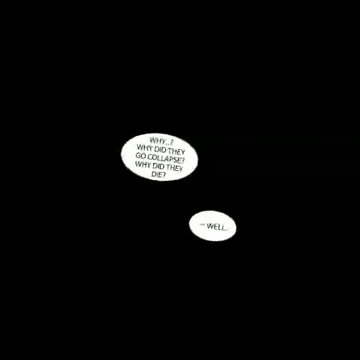 WHY..?
WHY DID THEY
GO COLLAPSE?
WHY DID THEY
DIE?
— WELL..